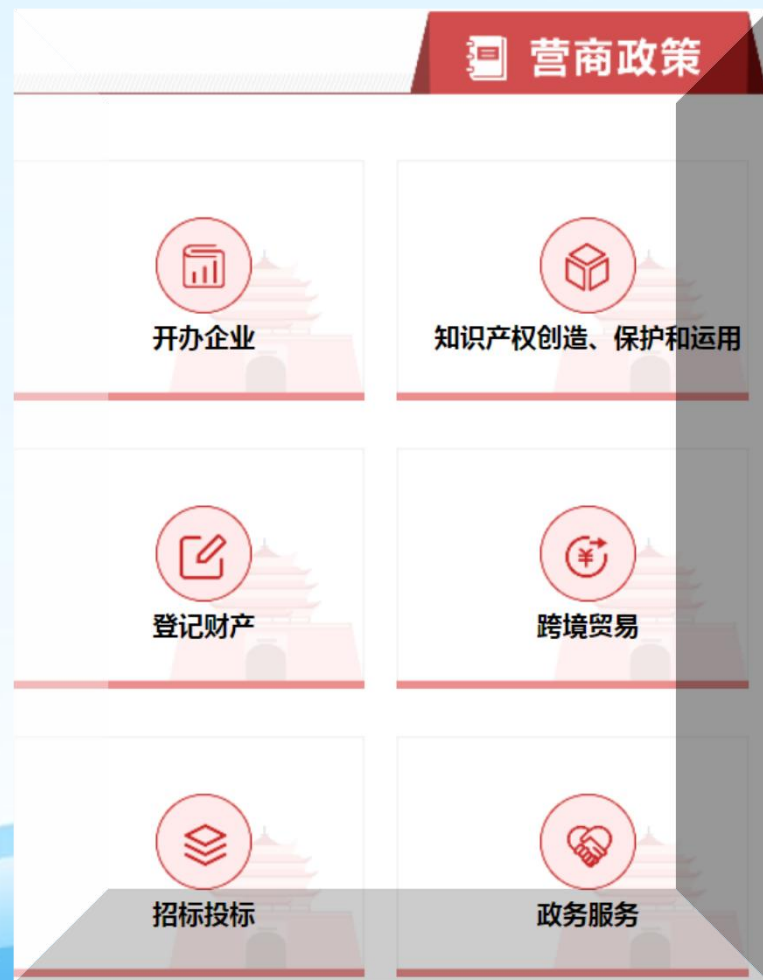 营商政策
开办企业
知识产权创造、保护和运用
登记财产
跨境贸易
招标投标
政务服务